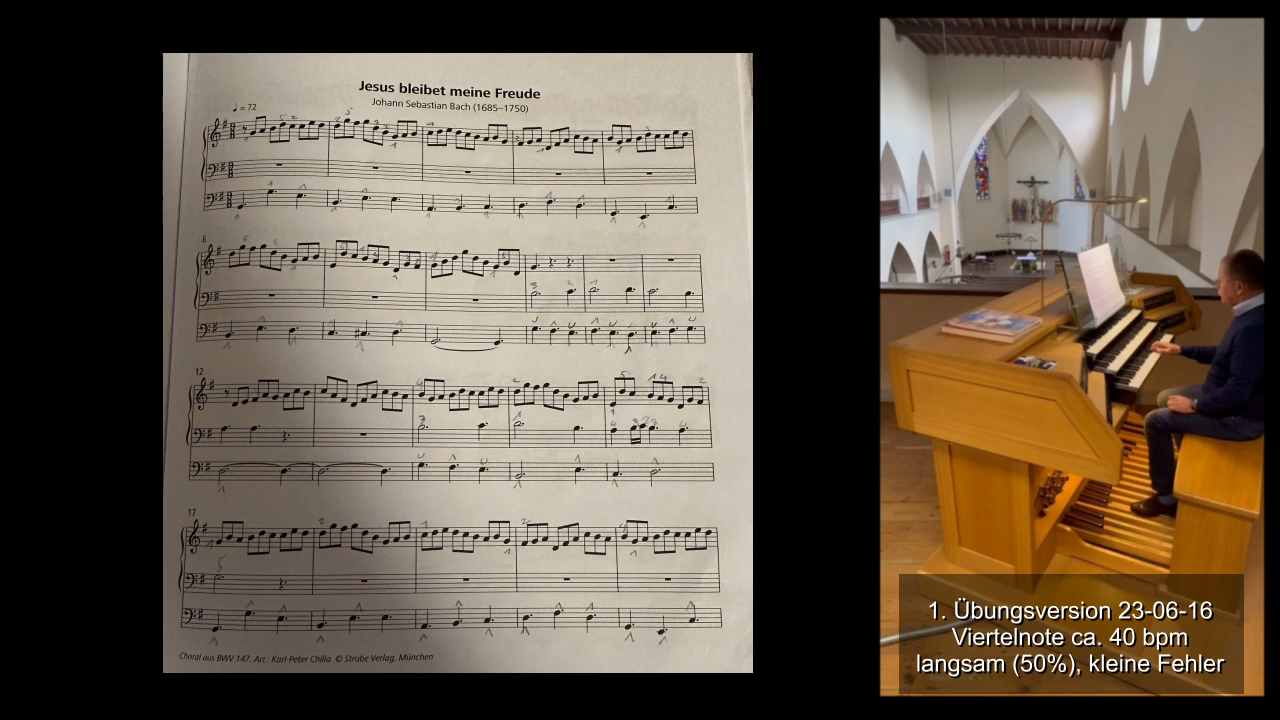 Jesus bleibet meine Freude
Johann Sebastian Bach (1685–1750)
♩ = 72
6
12
17
Choral aus BWV 147. Arr.: Karl-Peter Chilla. © Strube Verlag, München
1. Übungsversion 23-06-16
Viertelnote ca. 40 bpm
langsam (50%), kleine Fehler